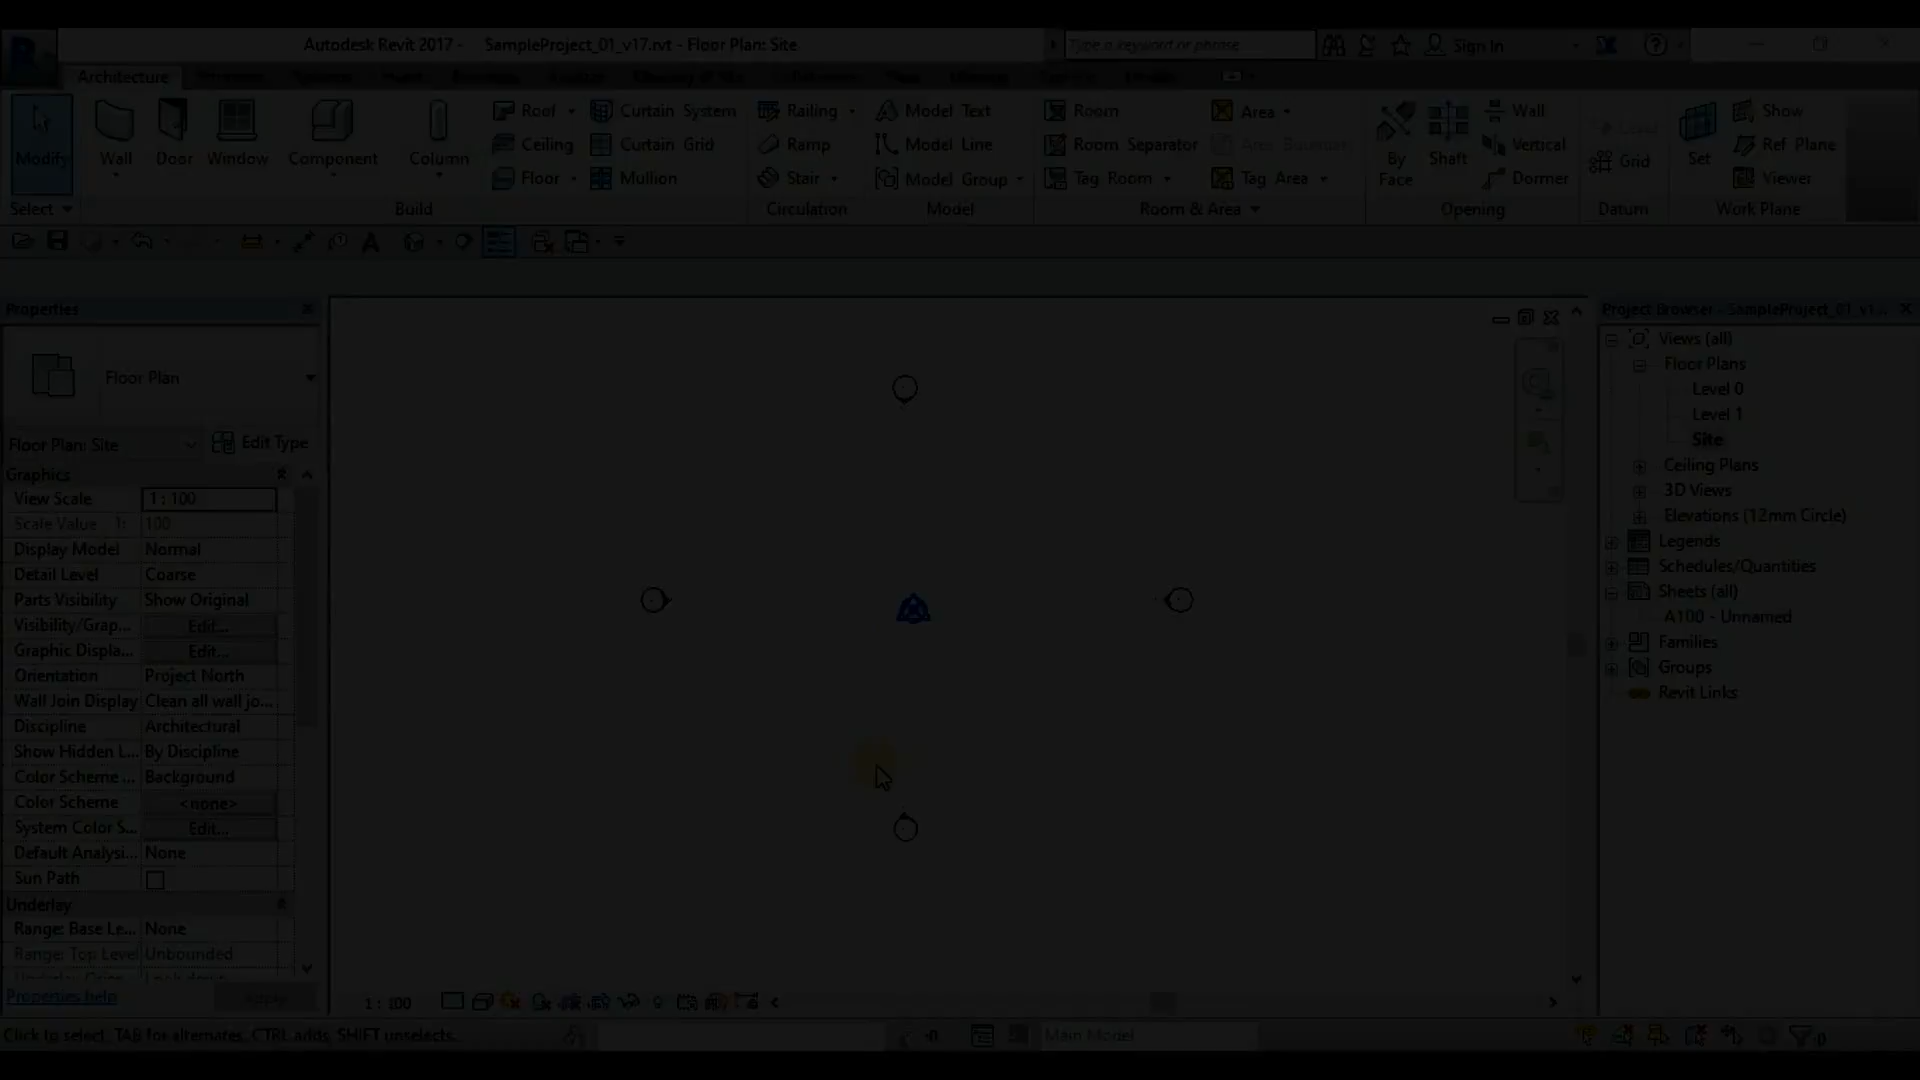 Autodesk Revit 2017 - SampleProject_01_v17.rvt - Floor Plan: Site
Type a keyword or phrase
Sign In
Architecture
Modify
Wall
Door
Window
Component
Column
Roof
Ceiling
Floor
Curtain System
Curtain Grid
Mullion
Railing
Ramp
Stair
Model Text
Model Line
Model Group
Room
Room Separator
Tag Room
Area
Area Boundary
Tag Area
By Face
Shaft
Wall
Vertical
Dormer
Level
Grid
Set
Show
Ref Plane
Viewer
Select
Build
Circulation
Model
Room & Area
Opening
Datum
Work Plane
Properties
Floor Plan
Floor Plan: Site
Edit Type
Graphics
View Scale 1 : 100
Scale Value 1: 100
Display Model Normal
Detail Level Coarse
Parts Visibility Show Original
Visibility/Grap... Edit...
Graphic Displa... Edit...
Orientation Project North
Wall Join Display Clean all wall jo...
Discipline Architectural
Show Hidden L... By Discipline
Color Scheme ... Background
Color Scheme <none>
System Color S... Edit...
Default Analysi... None
Sun Path
Underlay
Range: Base Le... None
Range: Top Level Unbounded
Properties help
Apply
1 : 100
Click to select, TAB for alternates, CTRL adds, SHIFT unselects.
:0
Main Model
:0
Project Browser - SampleProject_01_v1...
Views (all)
Floor Plans
Level 0
Level 1
Site
Ceiling Plans
3D Views
Elevations (12mm Circle)
Legends
Schedules/Quantities
Sheets (all)
A100 - Unnamed
Families
Groups
Revit Links